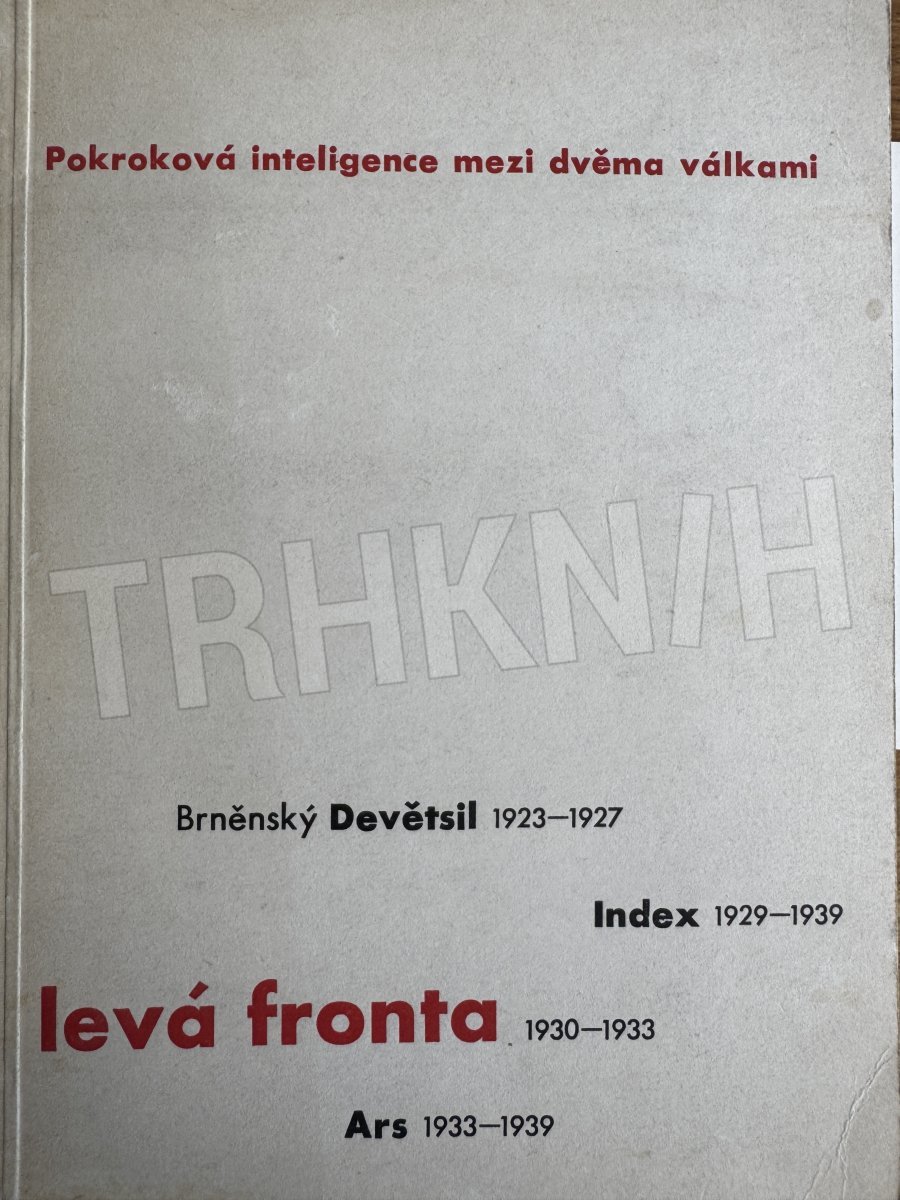 Pokroková inteligence mezi dvěma válkami
TRHKNIH
Brněnský Devětsil 1923—1927
Index 1929—1939
levá fronta 1930—1933
Ars 1933—1939